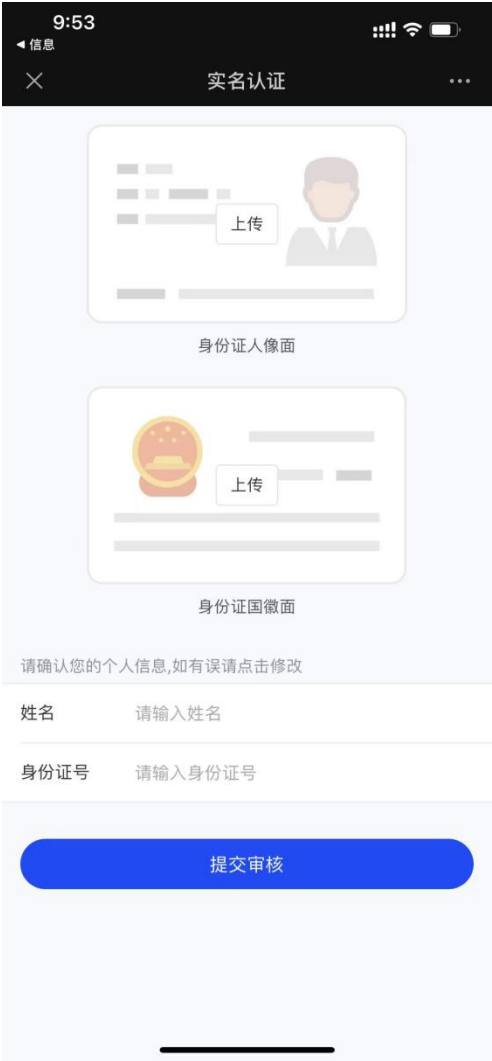 9:53
信息
实名认证
上传
身份证人像面
上传
身份证国徽面
请确认您的个人信息,如有误请点击修改
姓名 请输入姓名
身份证号 请输入身份证号
提交审核